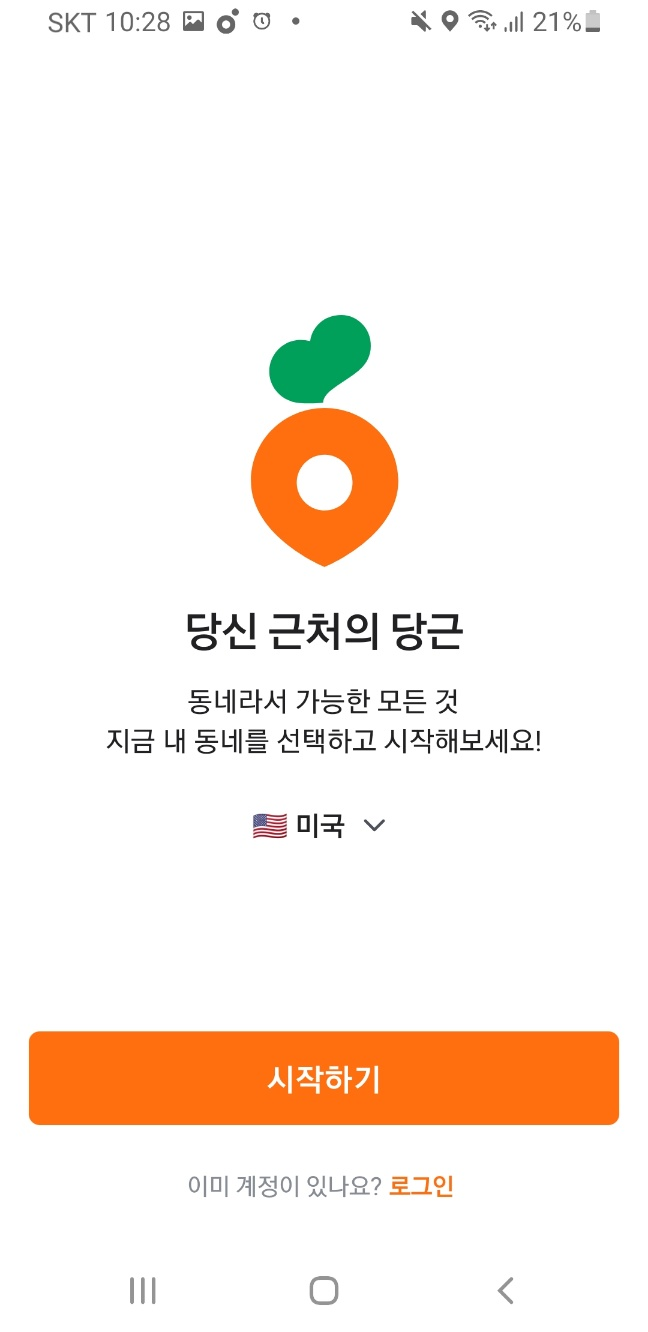 SKT 10:28 21%
당신 근처의 당근
동네라서 가능한 모든 것
지금 내 동네를 선택하고 시작해보세요!
미국
시작하기
이미 계정이 있나요? 로그인